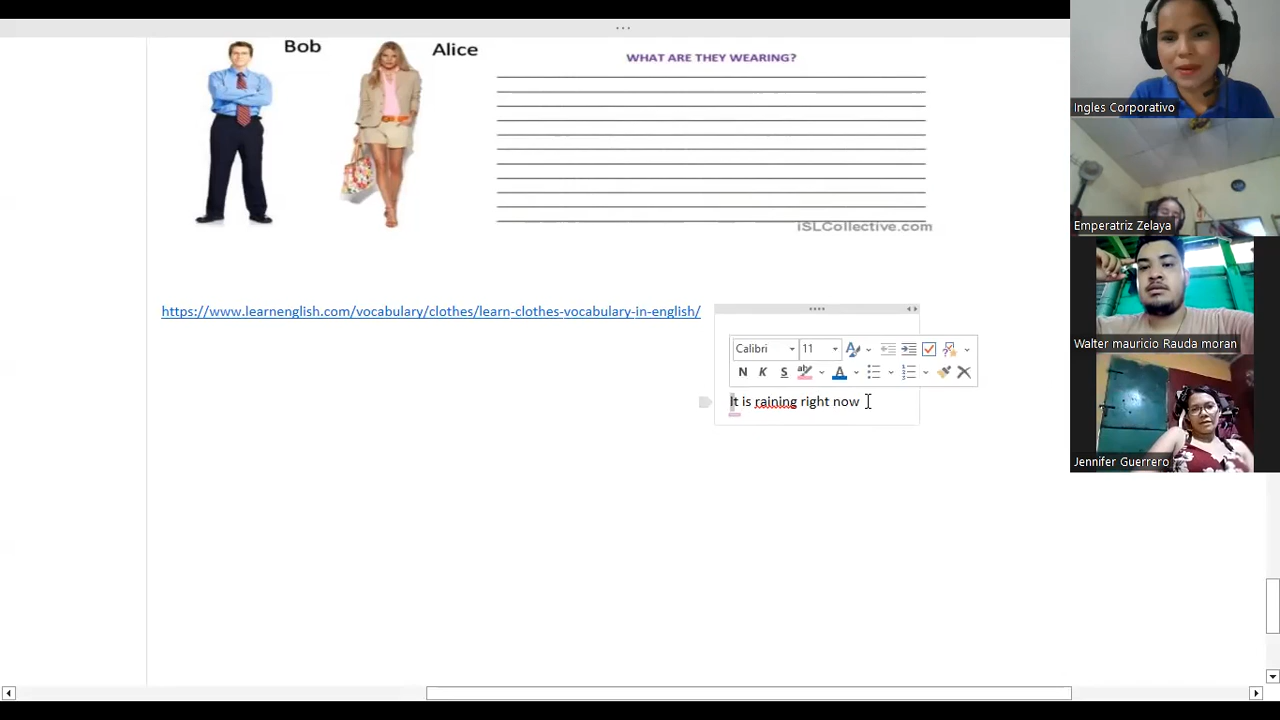 Bob
Alice
WHAT ARE THEY WEARING?
iSLCollective.com
https://www.learnenglish.com/vocabulary/clothes/learn-clothes-vocabulary-in-english/
Calibri 11
N K S ab A
It is raining right now
Ingles Corporativo
Emperatriz Zelaya
Walter mauricio Rauda moran
Jennifer Guerrero